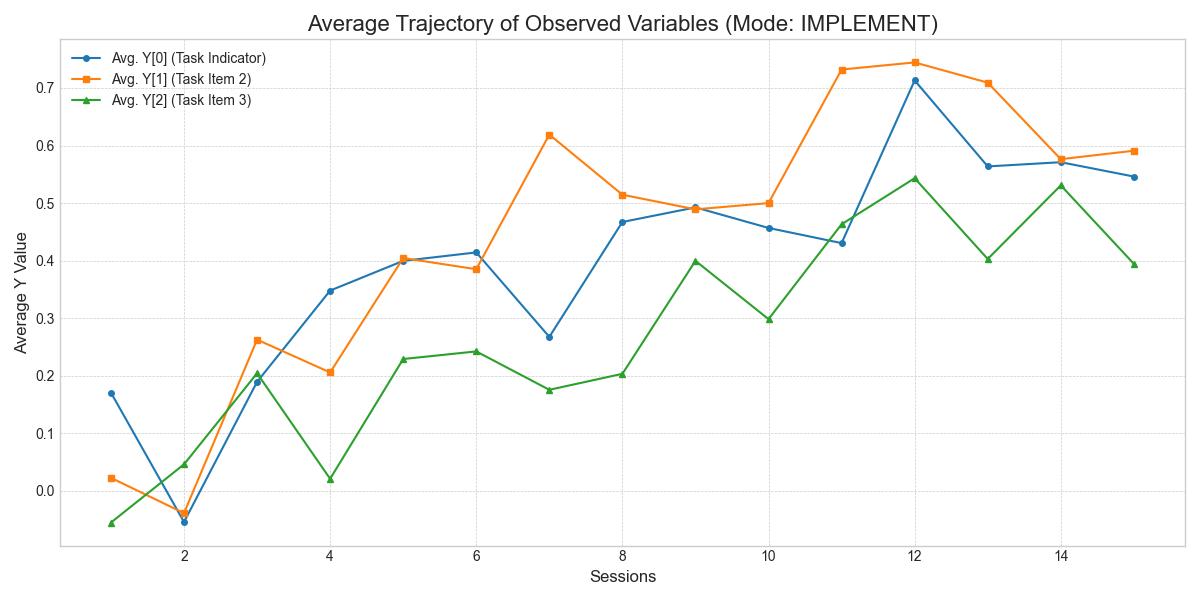 Average Trajectory of Observed Variables (Mode: IMPLEMENT)
Avg. Y[0] (Task Indicator)
Avg. Y[1] (Task Item 2)
Avg. Y[2] (Task Item 3)
Average Y Value
0.7
0.6
0.5
0.4
0.3
0.2
0.1
0.0
2 4 6 8 10 12 14
Sessions